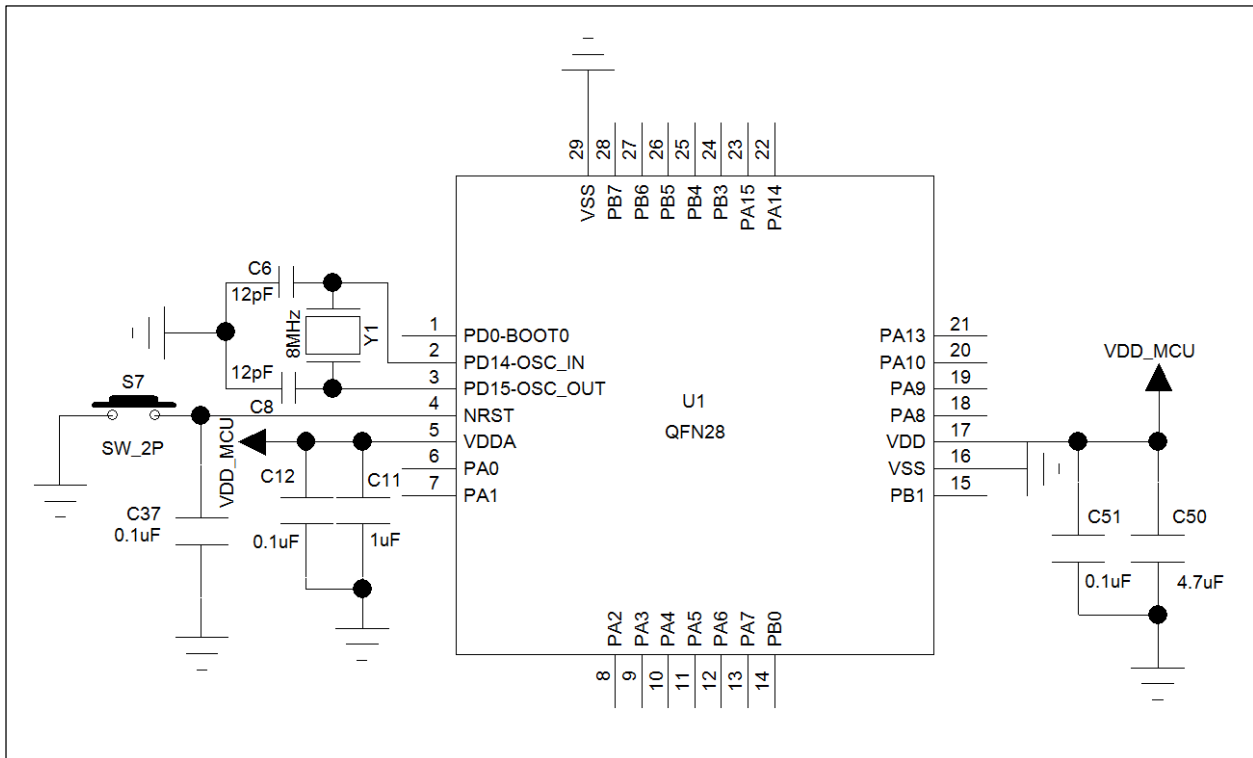 29
28
27
26
25
24
23
22
VSS
PB7
PB6
PB5
PB4
PB3
PA15
PA14
C6
12pF
8MHz
Y1
12pF
C8
S7
SW_2P
C37
0.1uF
VDD_MCU
C12
0.1uF
C11
1uF
1 PD0-BOOT0
2 PD14-OSC_IN
3 PD15-OSC_OUT
4 NRST
5 VDDA
6 PA0
7 PA1
U1
QFN28
PA13 21
PA10 20
PA9 19
PA8 18
VDD 17
VSS 16
PB1 15
VDD_MCU
C51
0.1uF
C50
4.7uF
PA2
PA3
PA4
PA5
PA6
PA7
PB0
8
9
10
11
12
13
14